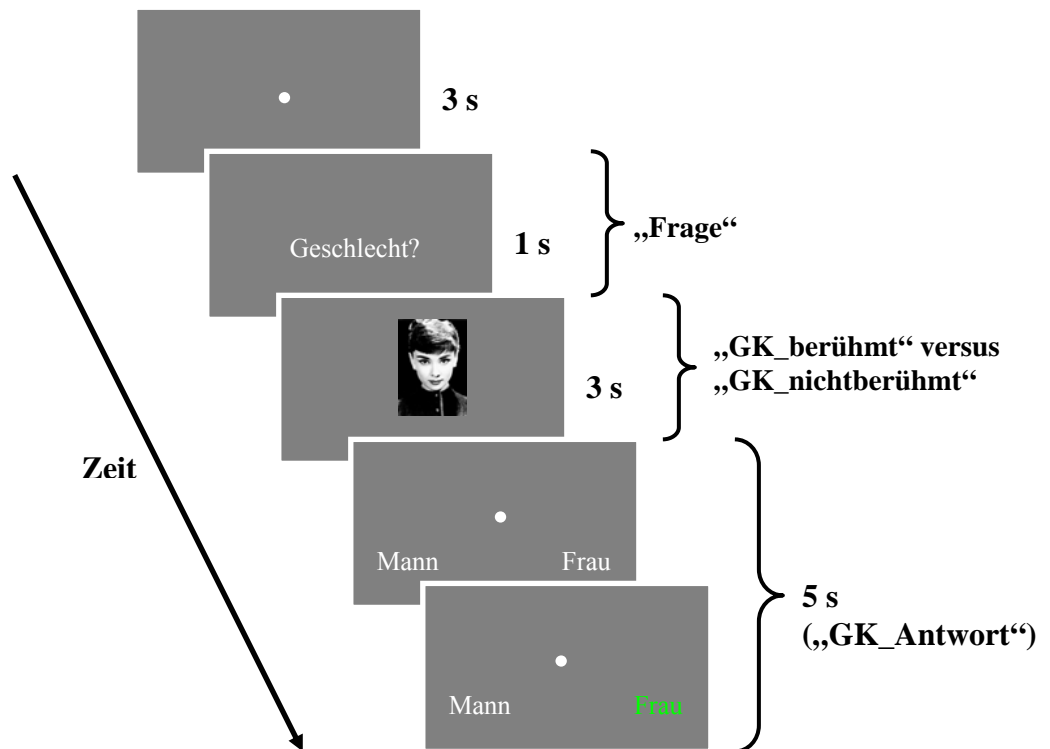 3 s
Geschlecht?
1 s
„Frage“
3 s
„GK_berühmt“ versus
„GK_nichtberühmt“
Zeit
Mann Frau
5 s
(„GK_Antwort“)
Mann Frau